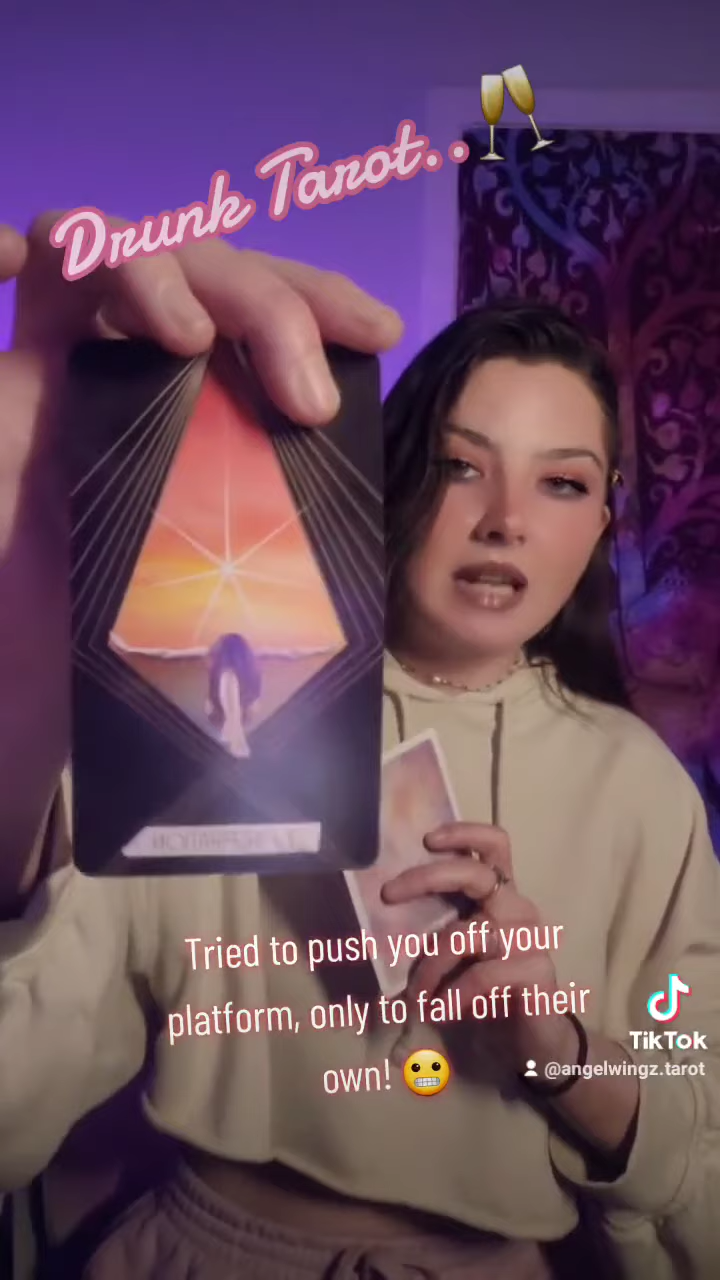 Drunk Tarot.. 🥂
Tried to push you off your
platform, only to fall off their
own! 😬
TikTok
@angelwingz.tarot